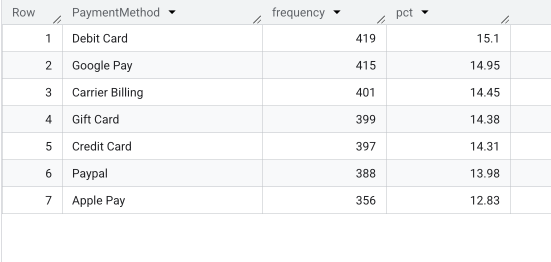 Row PaymentMethod frequency pct
1 Debit Card 419 15.1
2 Google Pay 415 14.95
3 Carrier Billing 401 14.45
4 Gift Card 399 14.38
5 Credit Card 397 14.31
6 Paypal 388 13.98
7 Apple Pay 356 12.83